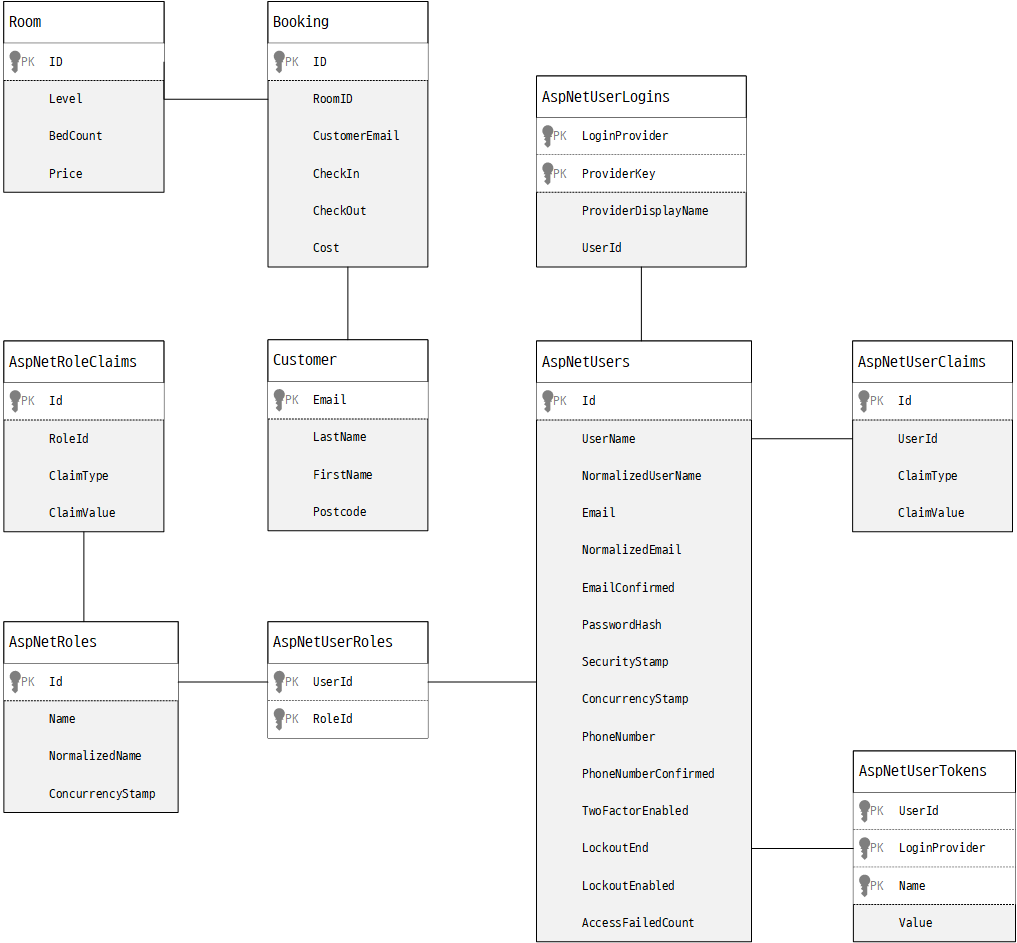 Room
PK ID
Level
BedCount
Price
Booking
PK ID
RoomID
CustomerEmail
CheckIn
CheckOut
Cost
AspNetUserLogins
PK LoginProvider
PK ProviderKey
ProviderDisplayName
UserId
AspNetRoleClaims
PK Id
RoleId
ClaimType
ClaimValue
Customer
PK Email
LastName
FirstName
Postcode
AspNetUsers
PK Id
UserName
NormalizedUserName
Email
NormalizedEmail
EmailConfirmed
PasswordHash
SecurityStamp
ConcurrencyStamp
PhoneNumber
PhoneNumberConfirmed
TwoFactorEnabled
LockoutEnd
LockoutEnabled
AccessFailedCount
AspNetUserClaims
PK Id
UserId
ClaimType
ClaimValue
AspNetRoles
PK Id
Name
NormalizedName
ConcurrencyStamp
AspNetUserRoles
PK UserId
PK RoleId
AspNetUserTokens
PK UserId
PK LoginProvider
PK Name
Value